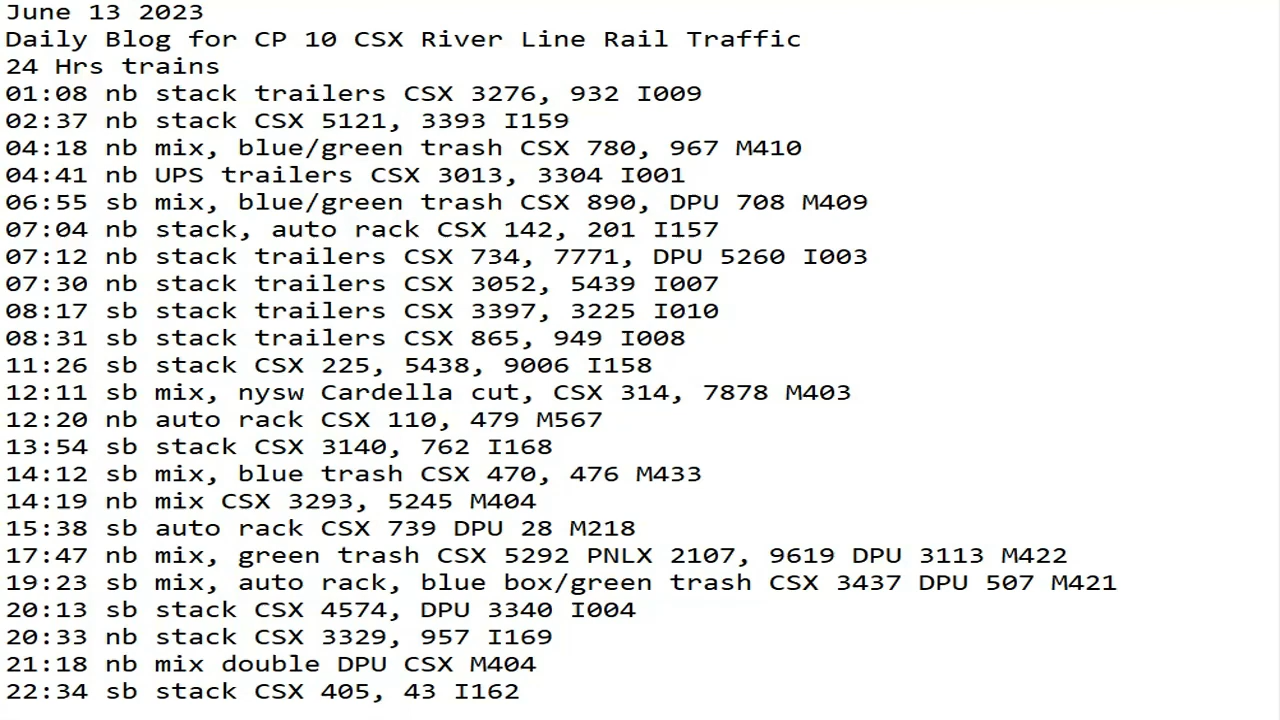 June 13 2023
Daily Blog for CP 10 CSX River Line Rail Traffic
24 Hrs trains
01:08 nb stack trailers CSX 3276, 932 I009
02:37 nb stack CSX 5121, 3393 I159
04:18 nb mix, blue/green trash CSX 780, 967 M410
04:41 nb UPS trailers CSX 3013, 3304 I001
06:55 sb mix, blue/green trash CSX 890, DPU 708 M409
07:04 nb stack, auto rack CSX 142, 201 I157
07:12 nb stack trailers CSX 734, 7771, DPU 5260 I003
07:30 nb stack trailers CSX 3052, 5439 I007
08:17 sb stack trailers CSX 3397, 3225 I010
08:31 sb stack trailers CSX 865, 949 I008
11:26 sb stack CSX 225, 5438, 9006 I158
12:11 sb mix, nysw Cardella cut, CSX 314, 7878 M403
12:20 nb auto rack CSX 110, 479 M567
13:54 sb stack CSX 3140, 762 I168
14:12 sb mix, blue trash CSX 470, 476 M433
14:19 nb mix CSX 3293, 5245 M404
15:38 sb auto rack CSX 739 DPU 28 M218
17:47 nb mix, green trash CSX 5292 PNLX 2107, 9619 DPU 3113 M422
19:23 sb mix, auto rack, blue box/green trash CSX 3437 DPU 507 M421
20:13 sb stack CSX 4574, DPU 3340 I004
20:33 nb stack CSX 3329, 957 I169
21:18 nb mix double DPU CSX M404
22:34 sb stack CSX 405, 43 I162